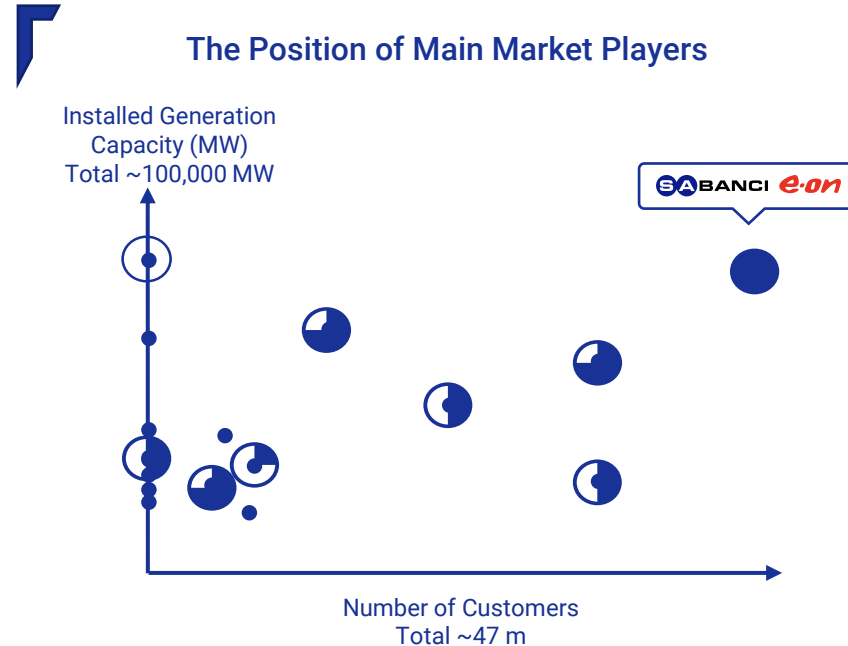 The Position of Main Market Players
Installed Generation
Capacity (MW)
Total ~100,000 MW
SABANCI e·on
Number of Customers
Total ~47 m